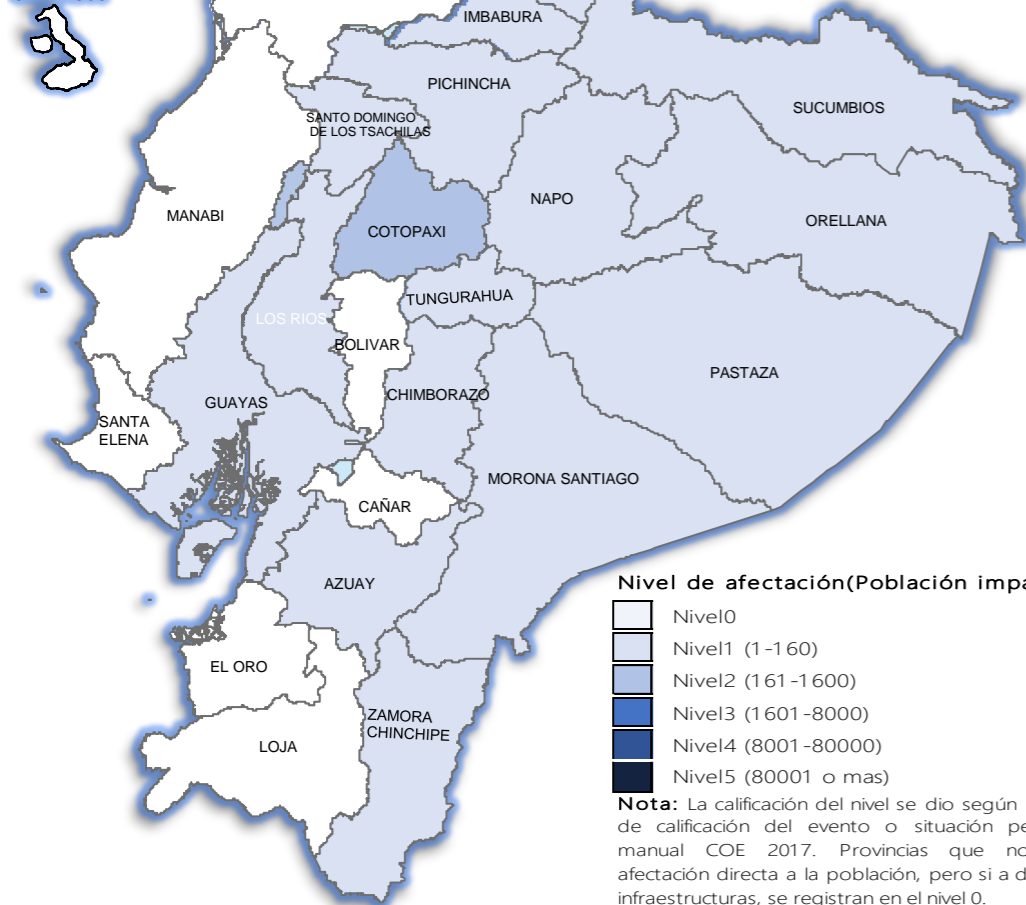 IMBABURA
PICHINCHA
SUCUMBIOS
SANTO DOMINGO
DE LOS TSACHILAS
NAPO
MANABI
ORELLANA
COTOPAXI
TUNGURAHUA
LOS RIOS
BOLIVAR
PASTAZA
CHIMBORAZO
GUAYAS
SANTA
ELENA
MORONA SANTIAGO
CAÑAR
AZUAY
EL ORO
ZAMORA
CHINCHIPE
LOJA
Nivel de afectación(Población impa
Nivel0
Nivel1 (1-160)
Nivel2 (161-1600)
Nivel3 (1601-8000)
Nivel4 (8001-80000)
Nivel5 (80001 o mas)
Nota: La calificación del nivel se dio según
de calificación del evento o situación pe
manual COE 2017. Provincias que no
afectación directa a la población, pero si a d
infraestructuras, se registran en el nivel 0.